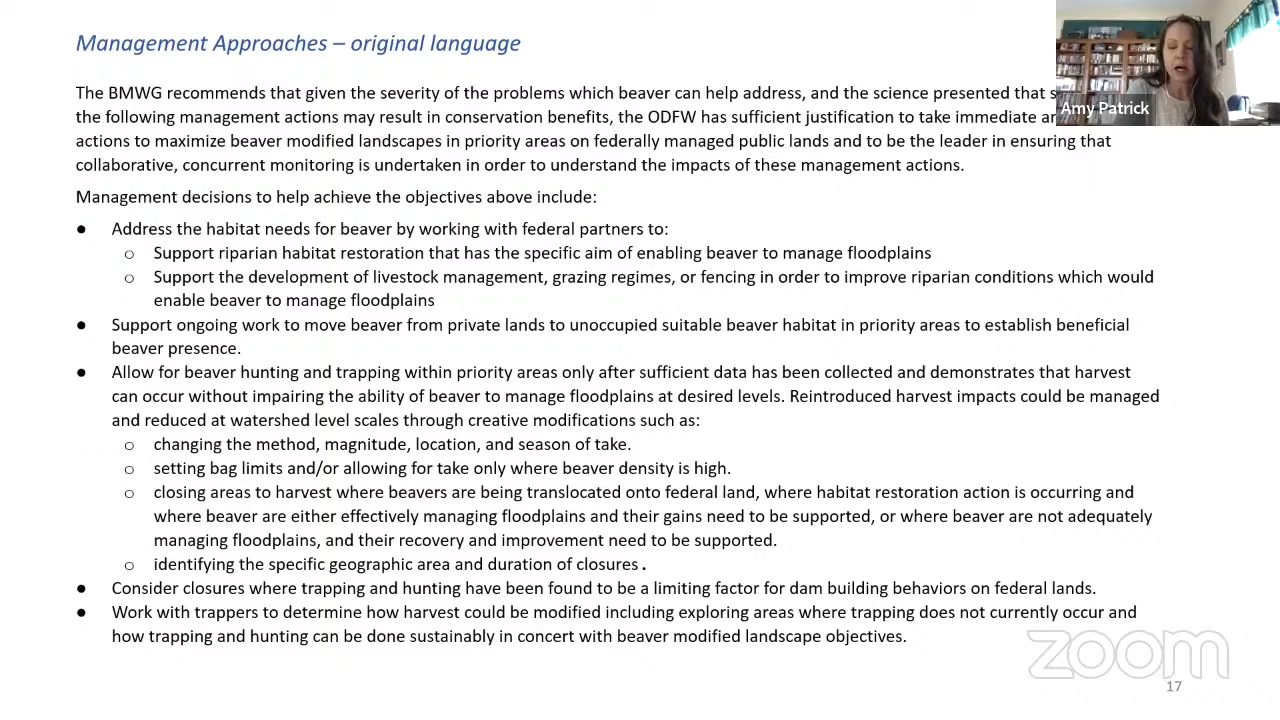 Management Approaches – original language
The BMWG recommends that given the severity of the problems which beaver can help address, and the science presented that
the following management actions may result in conservation benefits, the ODFW has sufficient justification to take immediate
actions to maximize beaver modified landscapes in priority areas on federally managed public lands and to be the leader in ensuring that
collaborative, concurrent monitoring is undertaken in order to understand the impacts of these management actions.
Amy Patrick
Management decisions to help achieve the objectives above include:
● Address the habitat needs for beaver by working with federal partners to:
o Support riparian habitat restoration that has the specific aim of enabling beaver to manage floodplains
o Support the development of livestock management, grazing regimes, or fencing in order to improve riparian conditions which would
enable beaver to manage floodplains
● Support ongoing work to move beaver from private lands to unoccupied suitable beaver habitat in priority areas to establish beneficial
beaver presence.
● Allow for beaver hunting and trapping within priority areas only after sufficient data has been collected and demonstrates that harvest
can occur without impairing the ability of beaver to manage floodplains at desired levels. Reintroduced harvest impacts could be managed
and reduced at watershed level scales through creative modifications such as:
o changing the method, magnitude, location, and season of take.
o setting bag limits and/or allowing for take only where beaver density is high.
o closing areas to harvest where beavers are being translocated onto federal land, where habitat restoration action is occurring and
where beaver are either effectively managing floodplains and their gains need to be supported, or where beaver are not adequately
managing floodplains, and their recovery and improvement need to be supported.
o identifying the specific geographic area and duration of closures.
● Consider closures where trapping and hunting have been found to be a limiting factor for dam building behaviors on federal lands.
● Work with trappers to determine how harvest could be modified including exploring areas where trapping does not currently occur and
how trapping and hunting can be done sustainably in concert with beaver modified landscape objectives.
zoom
17